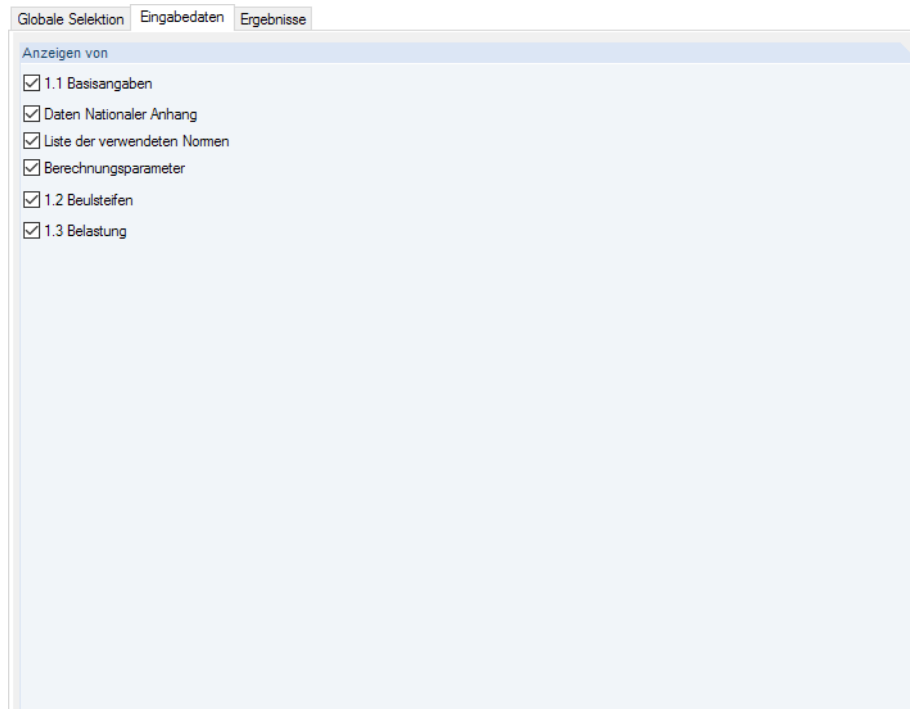 Globale Selektion Eingabedaten Ergebnisse
Anzeigen von
1.1 Basisangaben
Daten Nationaler Anhang
Liste der verwendeten Normen
Berechnungsparameter
1.2 Beulsteifen
1.3 Belastung